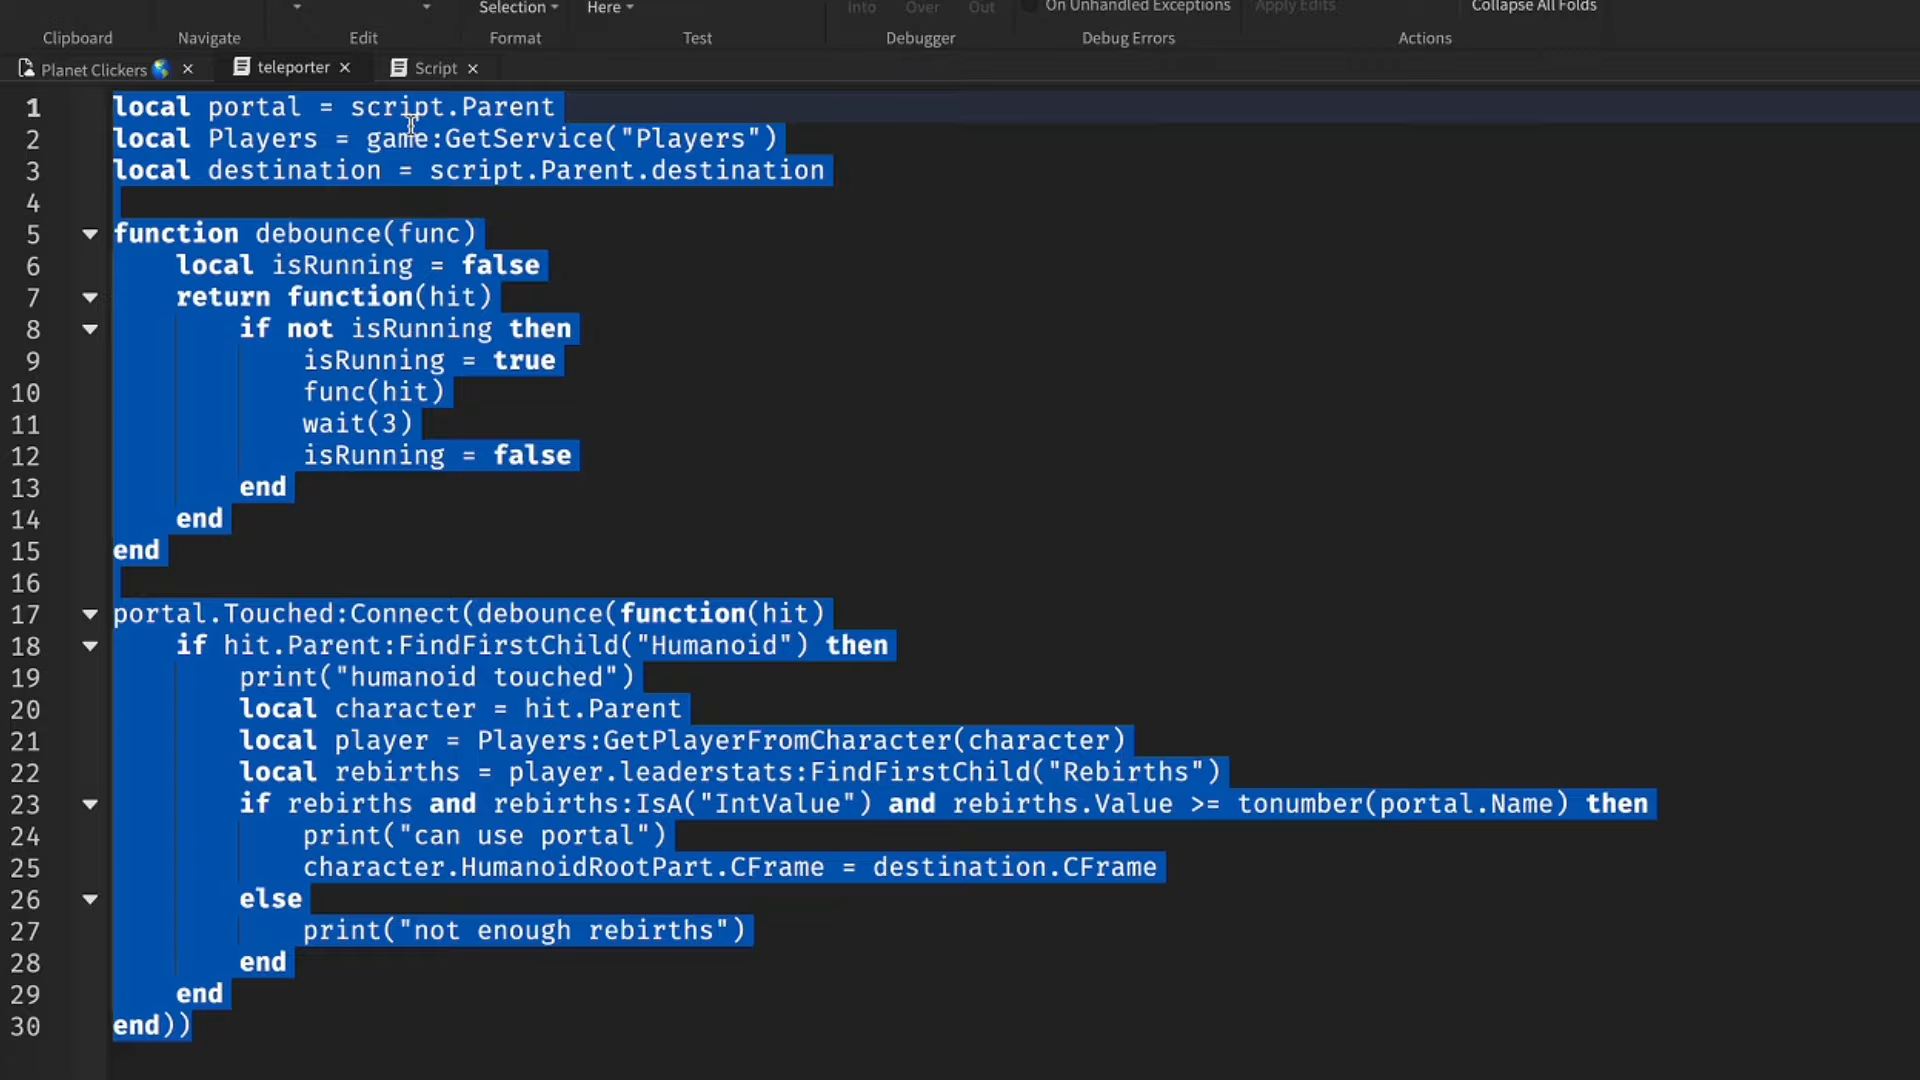 Selection Here Into Over Out On Unhandled Exceptions Apply Edits Collapse All Folds
Clipboard Navigate Edit Format Test Debugger Debug Errors Actions
Planet Clickers🌎 × teleporter × Script ×
1 local portal = script.Parent
2 local Players = game:GetService("Players")
3 local destination = script.Parent.destination
4
5 function debounce(func)
6 local isRunning = false
7 return function(hit)
8 if not isRunning then
9 isRunning = true
10 func(hit)
11 wait(3)
12 isRunning = false
13 end
14 end
15 end
16
17 portal.Touched:Connect(debounce(function(hit)
18 if hit.Parent:FindFirstChild("Humanoid") then
19 print("humanoid touched")
20 local character = hit.Parent
21 local player = Players:GetPlayerFromCharacter(character)
22 local rebirths = player.leaderstats:FindFirstChild("Rebirths")
23 if rebirths and rebirths:IsA("IntValue") and rebirths.Value >= tonumber(portal.Name) then
24 print("can use portal")
25 character.HumanoidRootPart.CFrame = destination.CFrame
26 else
27 print("not enough rebirths")
28 end
29 end
30 end))